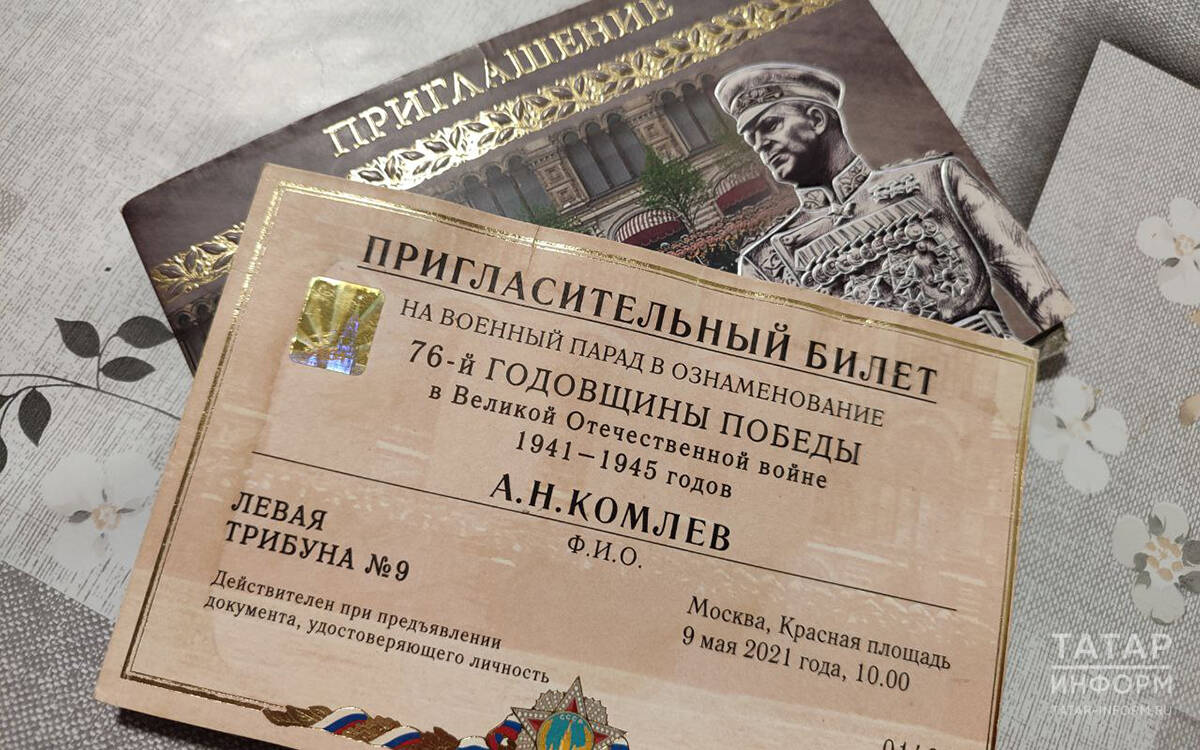 ПРИГЛАШЕНИЕ
ПРИГЛАСИТЕЛЬНЫЙ БИЛЕТ
НА ВОЕННЫЙ ПАРАД В ОЗНАМЕНОВАНИЕ
76-й ГОДОВЩИНЫ ПОБЕДЫ
в Великой Отечественной войне
1941–1945 годов
А.Н.КОМЛЕВ
Ф.И.О.
ЛЕВАЯ
ТРИБУНА №9
Действителен при предъявлении
документа, удостоверяющего личность
Москва, Красная площадь
9 мая 2021 года, 10.00
СССР
ТАТАР
ИНФОРМ
TATAR-INFORM.RU